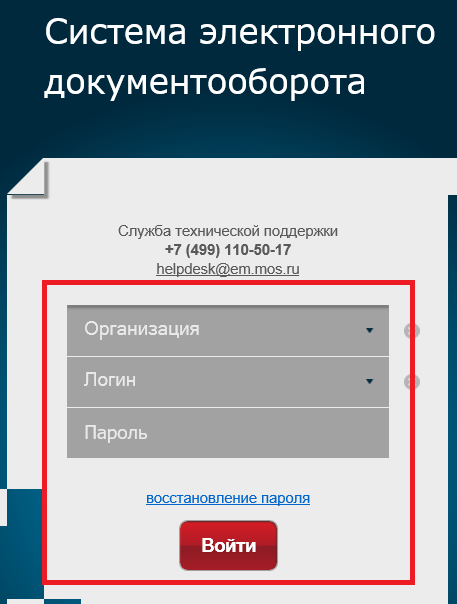 Система электронного
документооборота
Служба технической поддержки
+7 (499) 110-50-17
helpdesk@em.mos.ru
Организация
Логин
Пароль
восстановление пароля
Войти